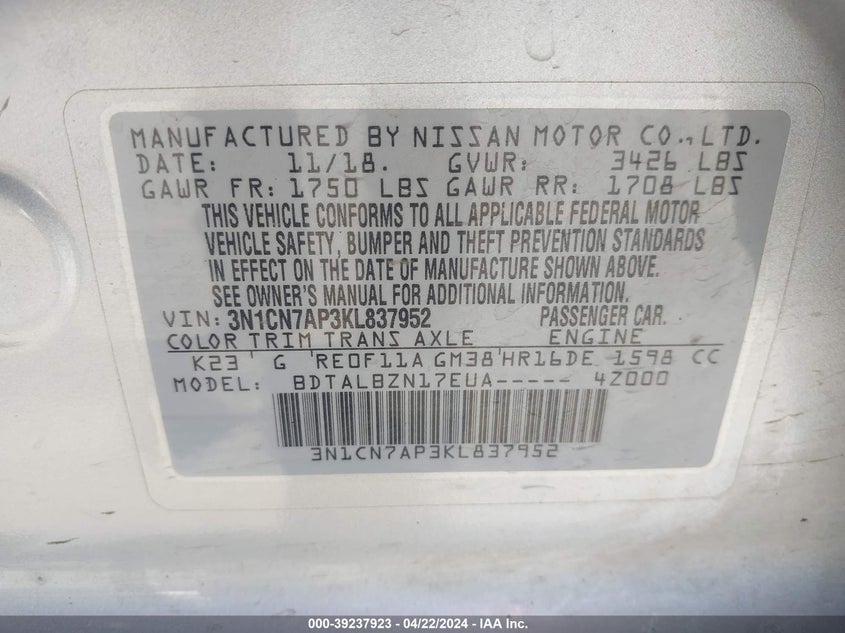 MANUFACTURED BY NISSAN MOTOR CO., LTD.
DATE: 11/18. GVWR: 3426 LBS
GAWR FR: 1750 LBS GAWR RR: 1708 LBS
THIS VEHICLE CONFORMS TO ALL APPLICABLE FEDERAL MOTOR
VEHICLE SAFETY, BUMPER AND THEFT PREVENTION STANDARDS
IN EFFECT ON THE DATE OF MANUFACTURE SHOWN ABOVE.
SEE OWNER'S MANUAL FOR ADDITIONAL INFORMATION.
VIN: 3N1CN7AP3KL837952 PASSENGER CAR.
COLOR TRIM TRANS AXLE ENGINE
K23 G RE0F11A GM38 HR16DE 1598 CC
MODEL: BDTALBZN17EUA----- 4Z000
3N1CN7AP3KL837952
000-39237923 - 04/22/2024 - IAA Inc.